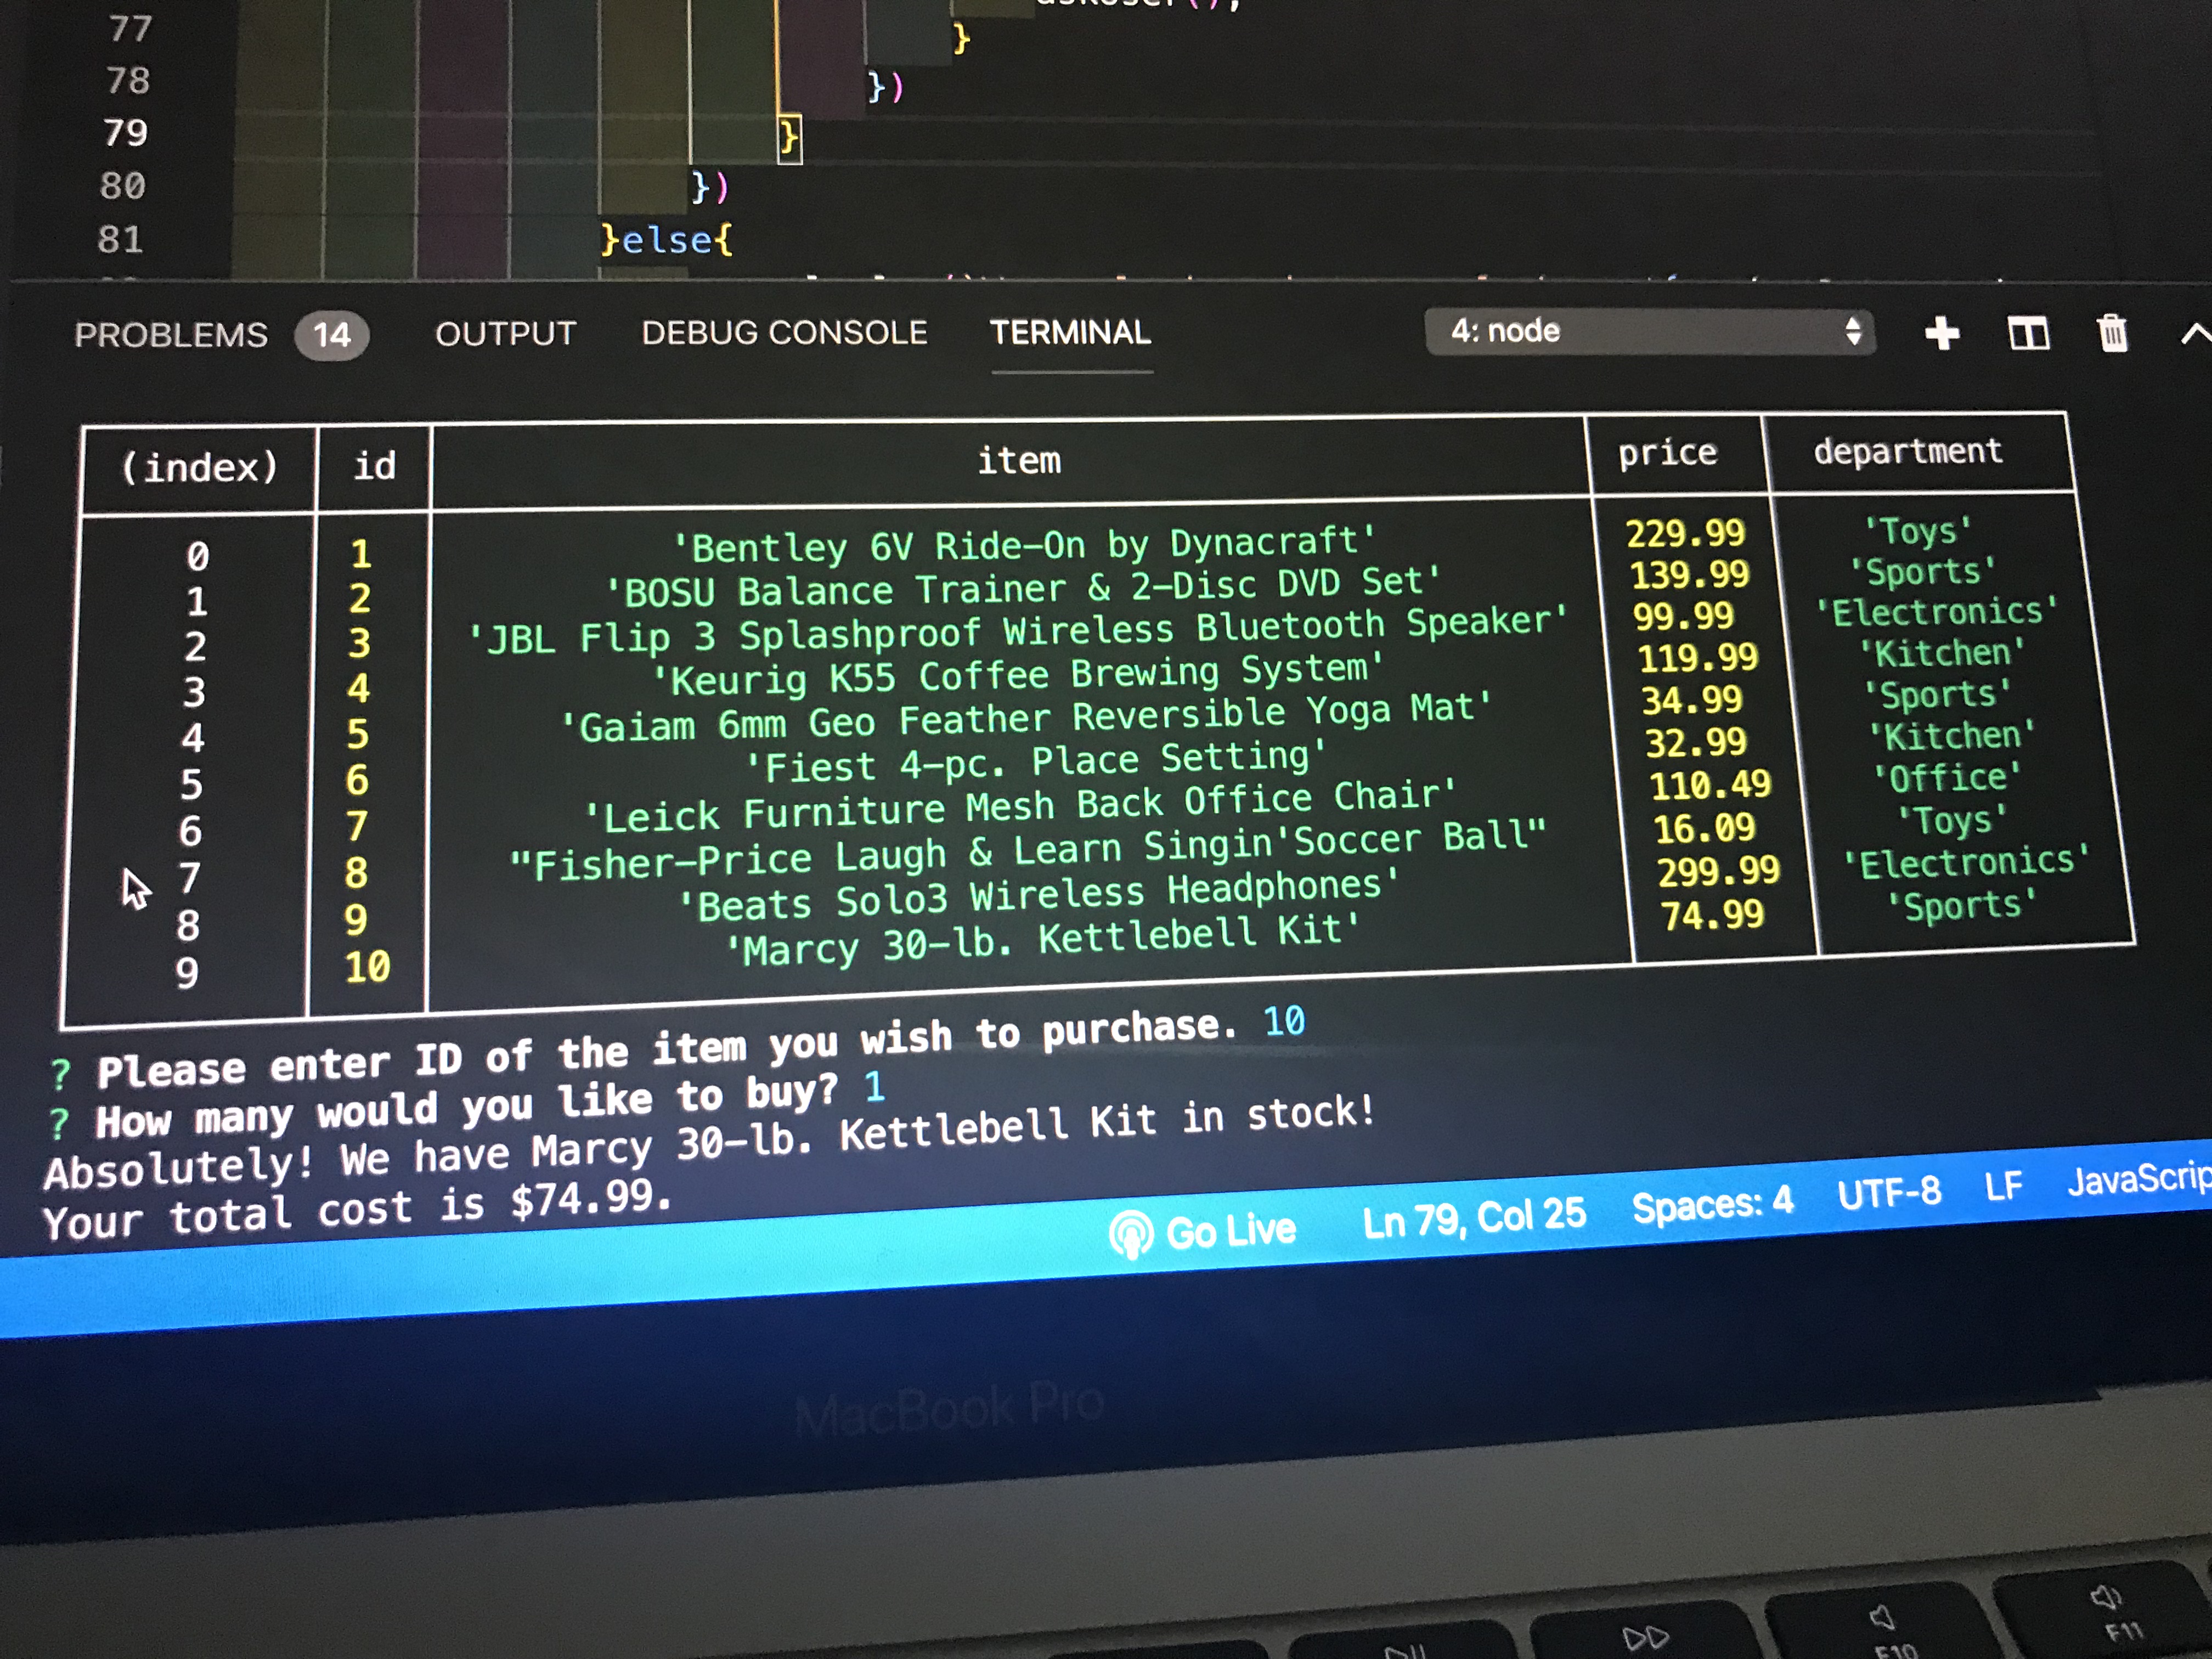 77 }
78 })
79 }
80 })
81 }else{
PROBLEMS 14 OUTPUT DEBUG CONSOLE TERMINAL 4: node
(index) id item price department
0 1 'Bentley 6V Ride-On by Dynacraft' 229.99 'Toys'
1 2 'BOSU Balance Trainer & 2-Disc DVD Set' 139.99 'Sports'
2 3 'JBL Flip 3 Splashproof Wireless Bluetooth Speaker' 99.99 'Electronics'
3 4 'Keurig K55 Coffee Brewing System' 119.99 'Kitchen'
4 5 'Gaiam 6mm Geo Feather Reversible Yoga Mat' 34.99 'Sports'
5 6 'Fiest 4-pc. Place Setting' 32.99 'Kitchen'
6 7 'Leick Furniture Mesh Back Office Chair' 110.49 'Office'
7 8 "Fisher-Price Laugh & Learn Singin'Soccer Ball" 16.09 'Toys'
8 9 'Beats Solo3 Wireless Headphones' 299.99 'Electronics'
9 10 'Marcy 30-lb. Kettlebell Kit' 74.99 'Sports'
? Please enter ID of the item you wish to purchase. 10
? How many would you like to buy? 1
Absolutely! We have Marcy 30-lb. Kettlebell Kit in stock!
Your total cost is $74.99.
Go Live Ln 79, Col 25 Spaces: 4 UTF-8 LF JavaScrip
MacBook Pro
F10 F11